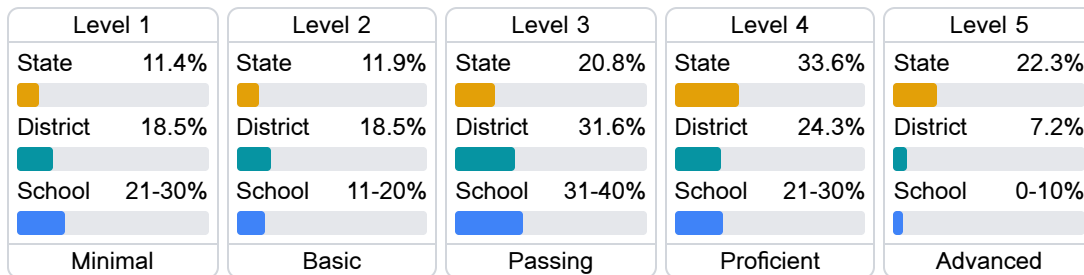 Level 1
State 11.4%
District 18.5%
School 21-30%
Minimal
Level 2
State 11.9%
District 18.5%
School 11-20%
Basic
Level 3
State 20.8%
District 31.6%
School 31-40%
Passing
Level 4
State 33.6%
District 24.3%
School 21-30%
Proficient
Level 5
State 22.3%
District 7.2%
School 0-10%
Advanced